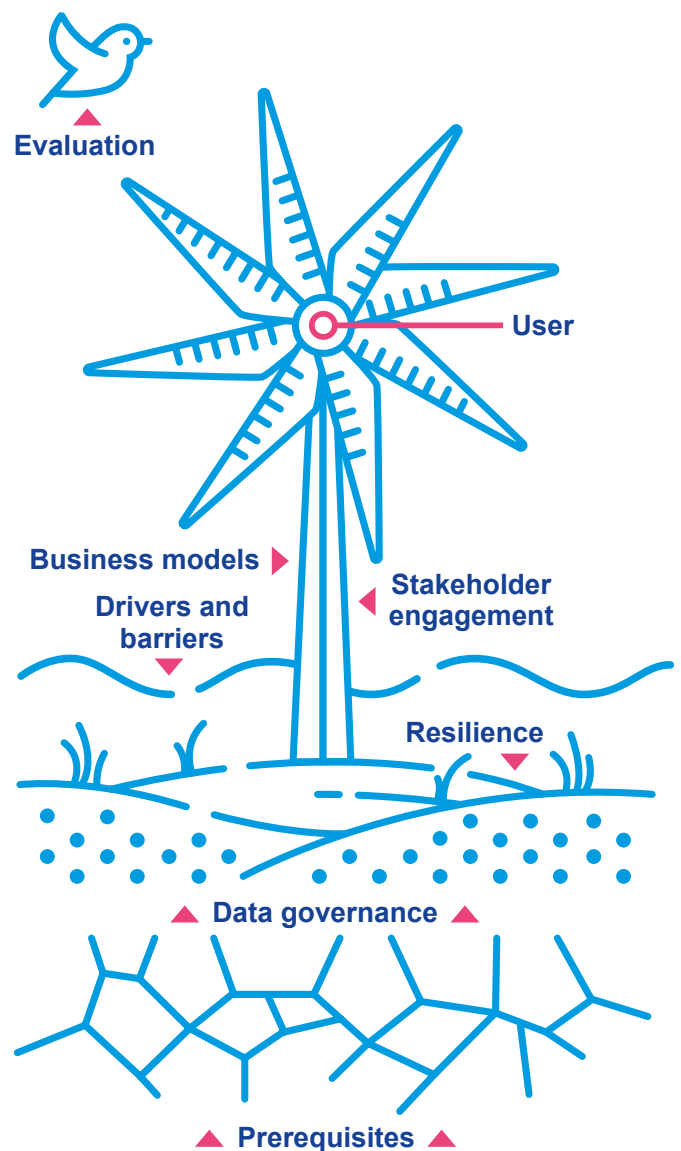 Evaluation
User
Business models
Stakeholder
engagement
Drivers and
barriers
Resilience
Data governance
Prerequisites